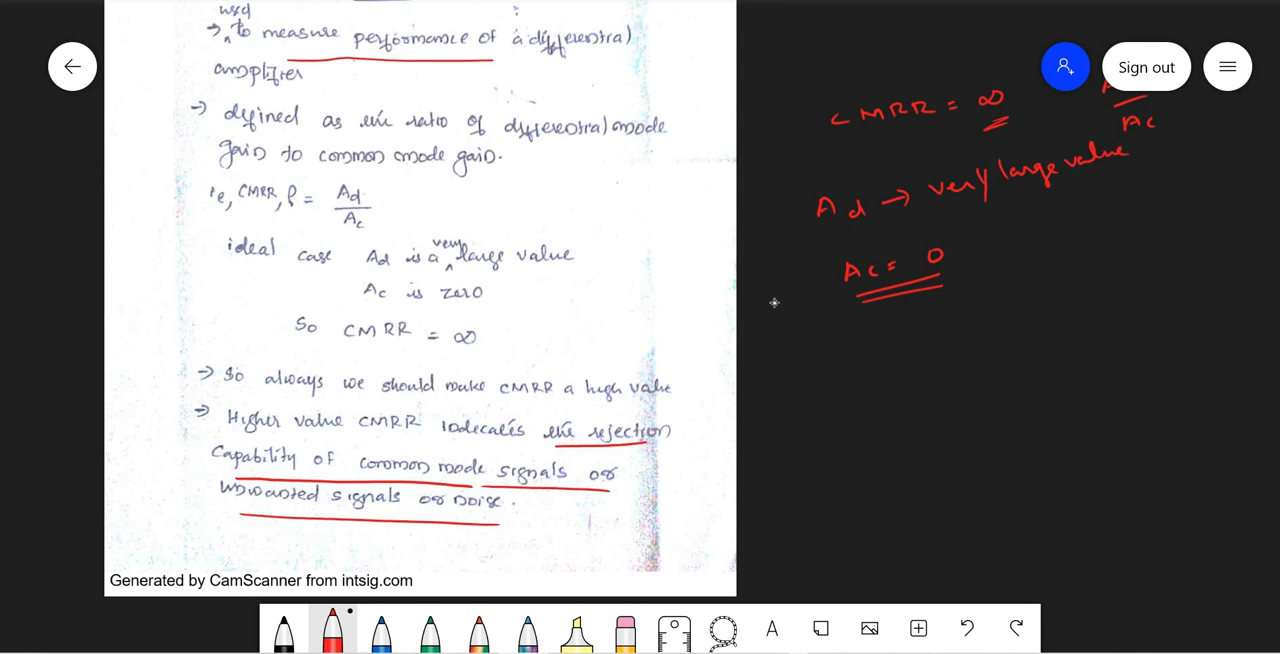 used
→ to measure performance of a differential
amplifier
→ defined as the ratio of differential mode
gain to common mode gain.
ie, CMRR, ρ = Ad
Ac
ideal case Ad is a very large value
Ac is zero
So CMRR = ∞
→ So always we should make CMRR a high value
→ Higher value CMRR indicates the rejection
capability of common mode signals or
unwanted signals or noise.
Generated by CamScanner from intsig.com
Sign out
CMRR = ∞
Ac
Ad → very large value
Ac = 0
A